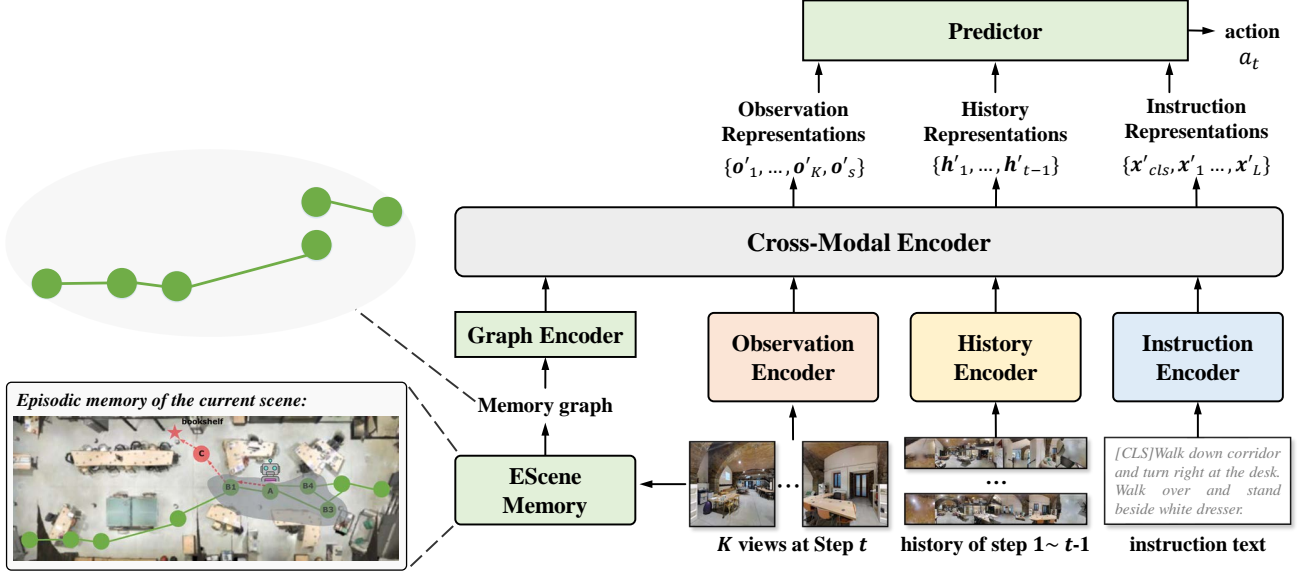 Predictor
action
a_t
Observation
Representations
{o'_1, ..., o'_K, o'_s}
History
Representations
{h'_1, ..., h'_{t-1}}
Instruction
Representations
{x'_{cls}, x'_1 ..., x'_L}
Cross-Modal Encoder
Graph Encoder
Observation
Encoder
History
Encoder
Instruction
Encoder
Memory graph
EScene
Memory
Episodic memory of the current scene:
bookshelf
C
B1
A
B4
B3
...
...
[CLS]Walk down corridor
and turn right at the desk.
Walk over and stand
beside white dresser.
K views at Step t
history of step 1~ t-1
instruction text